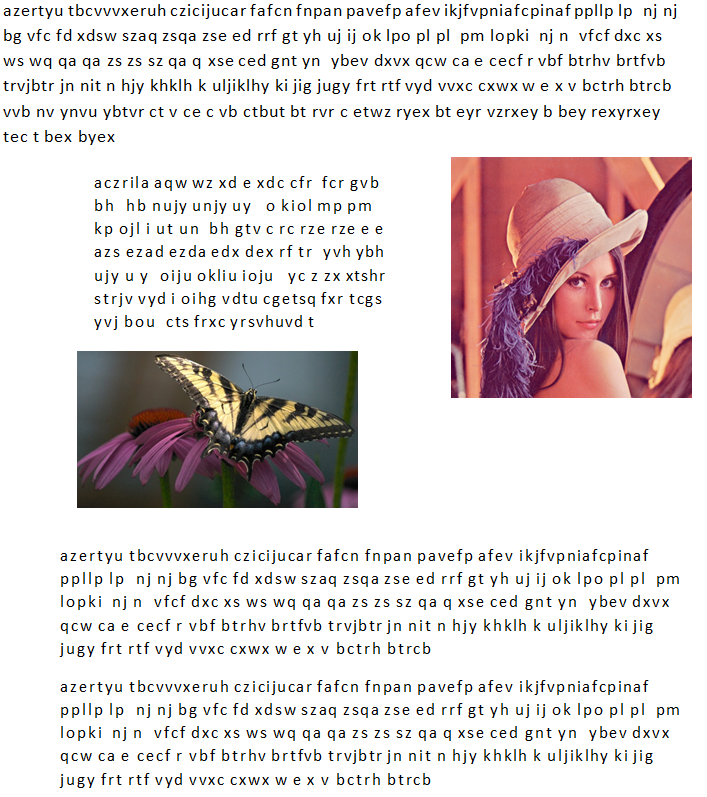 azertyu tbcvvvxeruh czicijucar fafcn fnpan pavefp afev ikjfvpniafcpinaf ppllp lp nj nj
bg vfc fd xdsw szaq zsqa zse ed rrf gt yh uj ij ok lpo pl pl pm lopki nj n vfcf dxc xs
ws wq qa qa zs zs sz qa q xse ced gnt yn ybev dxvx qcw ca e cecf r vbf btrhv brtfvb
trvjbtr jn nit n hjy khklh k uljiklhy ki jig jugy frt rtf vyd vvxc cxwx w e x v bctrh btrcb
vvb nv ynvu ybtvr ct v ce c vb ctbut bt rvr c etwz ryex bt eyr vzrxey b bey rexyrxey
tec t bex byex
aczrila aqw wz xd e xdc cfr fcr gvb
bh hb nujy unjy uy o kiol mp pm
kp ojl i ut un bh gtv c rc rze rze e e
azs ezad ezda edx dex rf tr yvh ybh
ujy u y oiju okliu ioju yc z zx xtshr
strjv vyd i oihg vdtu cgetsq fxr tcgs
yvj bou cts frxc yrsvhuvd t
azertyu tbcvvvxeruh czicijucar fafcn fnpan pavefp afev ikjfvpniafcpinaf
ppllp lp nj nj bg vfc fd xdsw szaq zsqa zse ed rrf gt yh uj ij ok lpo pl pl pm
lopki nj n vfcf dxc xs ws wq qa qa zs zs sz qa q xse ced gnt yn ybev dxvx
qcw ca e cecf r vbf btrhv brtfvb trvjbtr jn nit n hjy khklh k uljiklhy ki jig
jugy frt rtf vyd vvxc cxwx w e x v bctrh btrcb
azertyu tbcvvvxeruh czicijucar fafcn fnpan pavefp afev ikjfvpniafcpinaf
ppllp lp nj nj bg vfc fd xdsw szaq zsqa zse ed rrf gt yh uj ij ok lpo pl pl pm
lopki nj n vfcf dxc xs ws wq qa qa zs zs sz qa q xse ced gnt yn ybev dxvx
qcw ca e cecf r vbf btrhv brtfvb trvjbtr jn nit n hjy khklh k uljiklhy ki jig
jugy frt rtf vyd vvxc cxwx w e x v bctrh btrcb